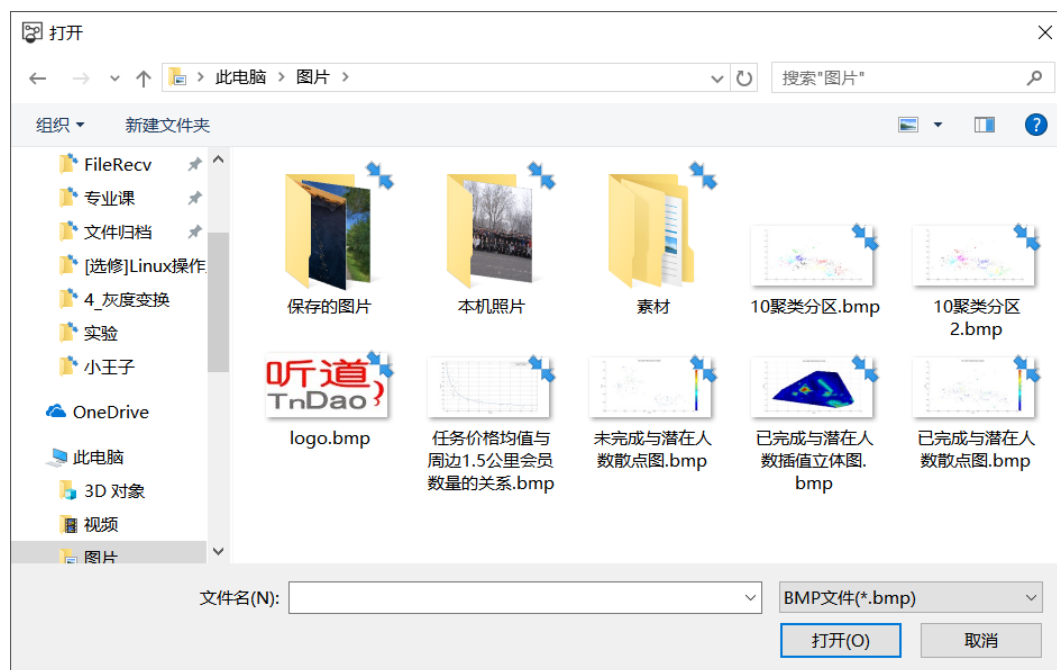 打开
此电脑 > 图片 >
搜索"图片"
组织
新建文件夹
FileRecv
专业课
文件归档
[选修]Linux操作
4_灰度变换
实验
小王子
OneDrive
此电脑
3D 对象
视频
图片
保存的图片
本机照片
素材
10聚类分区.bmp
10聚类分区
2.bmp
听道
TnDao
logo.bmp
任务价格均值与
周边1.5公里会员
数量的关系.bmp
未完成与潜在人
数散点图.bmp
已完成与潜在人
数插值立体图.
bmp
已完成与潜在人
数散点图.bmp
文件名(N):
BMP文件(*.bmp)
打开(O)
取消